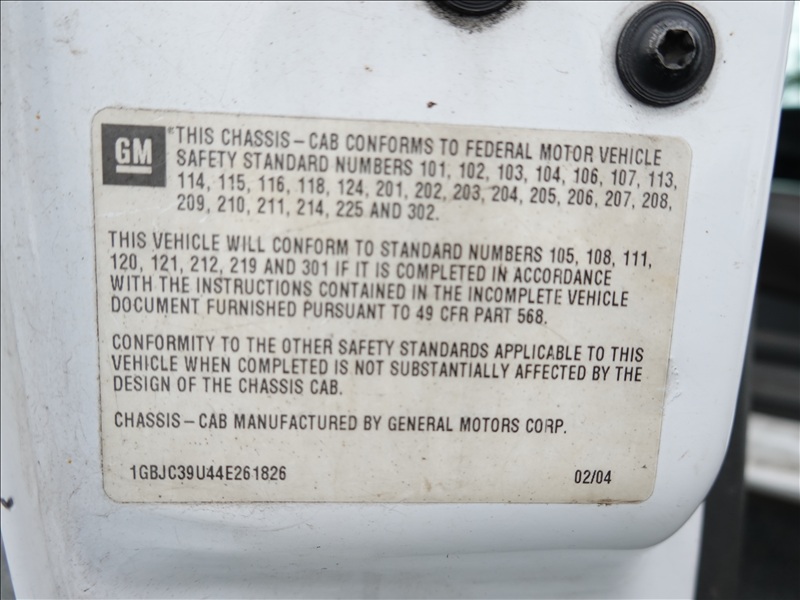 GM
THIS CHASSIS-CAB CONFORMS TO FEDERAL MOTOR VEHICLE
SAFETY STANDARD NUMBERS 101, 102, 103, 104, 106, 107, 113,
114, 115, 116, 118, 124, 201, 202, 203, 204, 205, 206, 207, 208,
209, 210, 211, 214, 225 AND 302.
THIS VEHICLE WILL CONFORM TO STANDARD NUMBERS 105, 108, 111,
120, 121, 212, 219 AND 301 IF IT IS COMPLETED IN ACCORDANCE
WITH THE INSTRUCTIONS CONTAINED IN THE INCOMPLETE VEHICLE
DOCUMENT FURNISHED PURSUANT TO 49 CFR PART 568.
CONFORMITY TO THE OTHER SAFETY STANDARDS APPLICABLE TO THIS
VEHICLE WHEN COMPLETED IS NOT SUBSTANTIALLY AFFECTED BY THE
DESIGN OF THE CHASSIS CAB.
CHASSIS-CAB MANUFACTURED BY GENERAL MOTORS CORP.
1GBJC39U44E261826 02/04